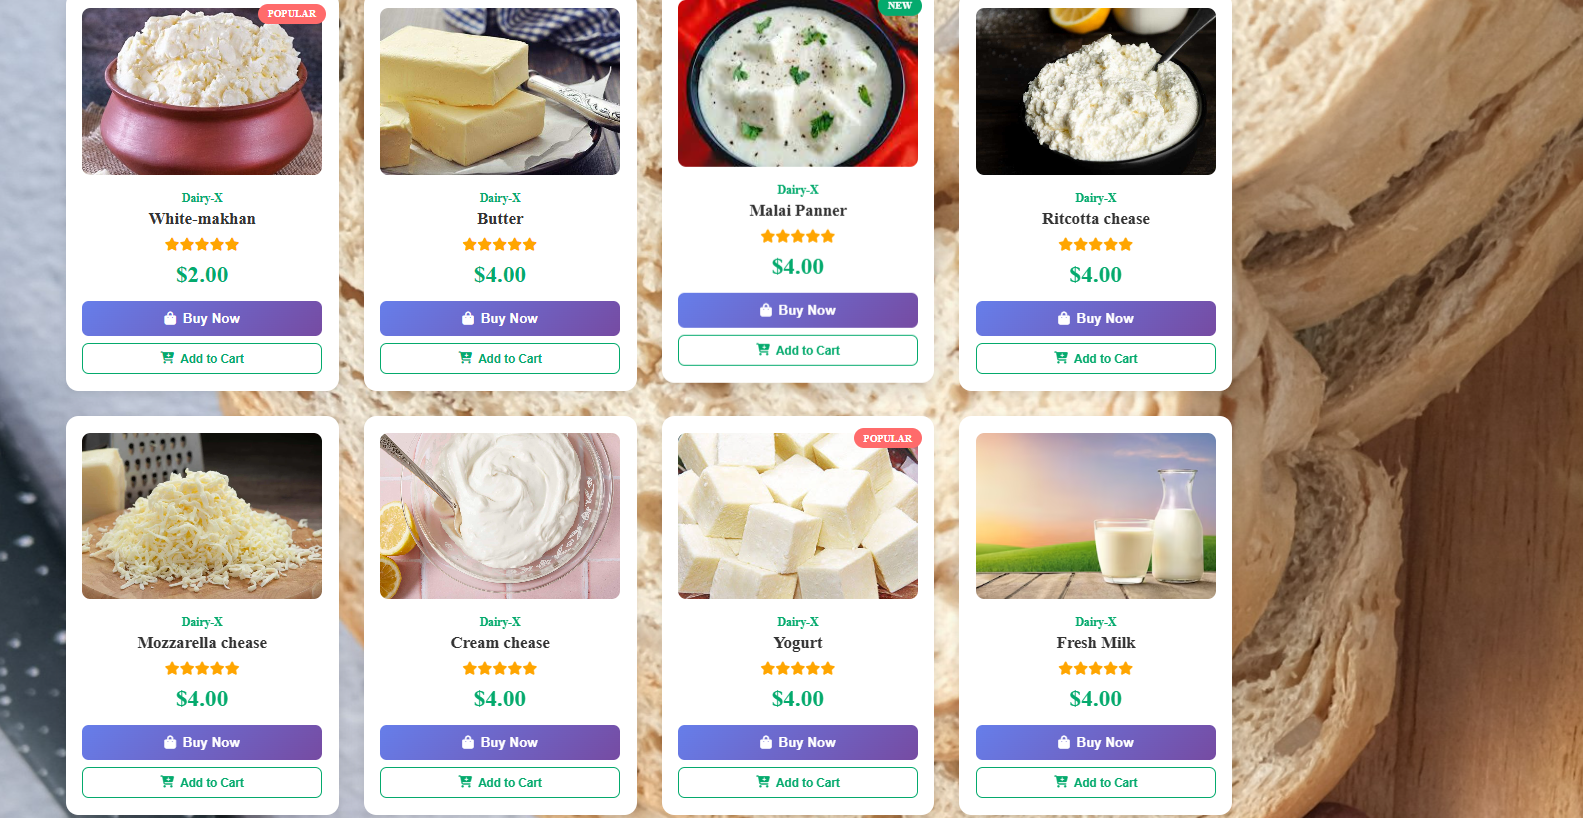 POPULAR
Dairy-X
White-makhan
$2.00
Buy Now
Add to Cart
Dairy-X
Butter
$4.00
Buy Now
Add to Cart
NEW
Dairy-X
Malai Panner
$4.00
Buy Now
Add to Cart
Dairy-X
Ritcotta chease
$4.00
Buy Now
Add to Cart
Dairy-X
Mozzarella chease
$4.00
Buy Now
Add to Cart
Dairy-X
Cream chease
$4.00
Buy Now
Add to Cart
POPULAR
Dairy-X
Yogurt
$4.00
Buy Now
Add to Cart
Dairy-X
Fresh Milk
$4.00
Buy Now
Add to Cart